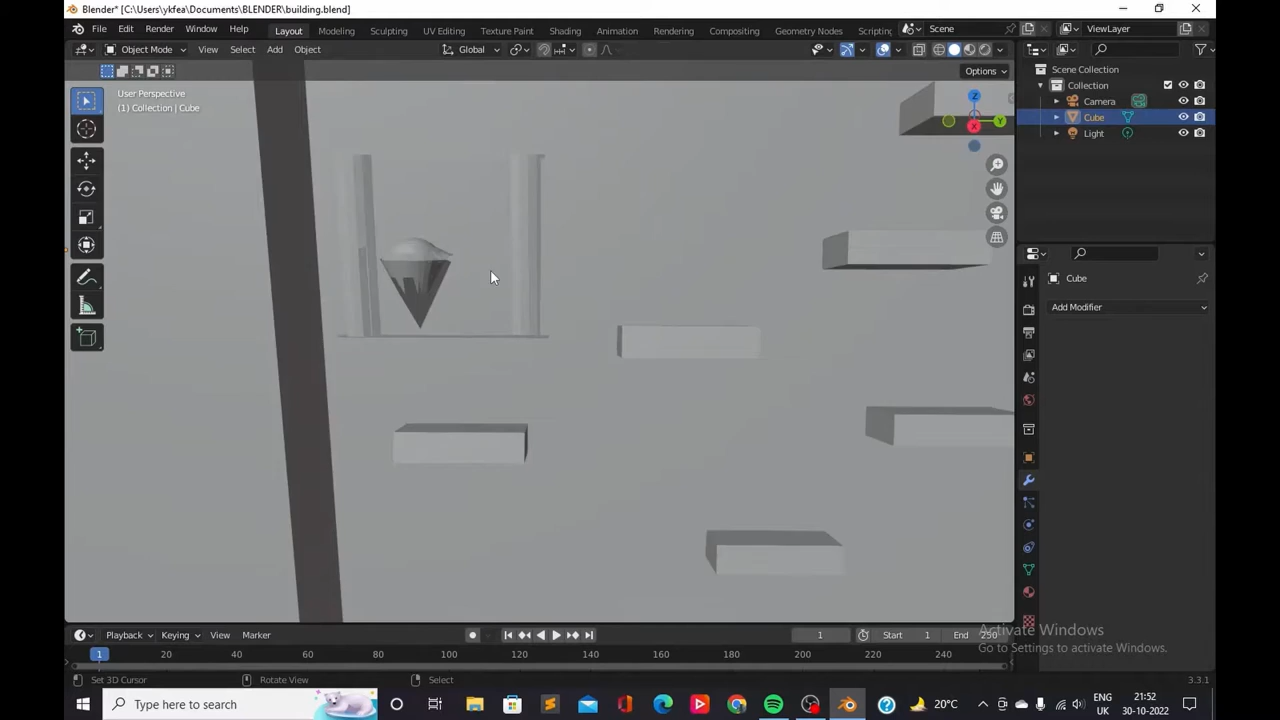 Blender* [C:\Users\ykfea\Documents\BLENDER\building.blend]
File Edit Render Window Help Layout Modeling Sculpting UV Editing Texture Paint Shading Animation Rendering Compositing Geometry Nodes Scripting Scene ViewLayer
Object Mode View Select Add Object Global
Options
User Perspective
(1) Collection | Cube
Z
Y
X
Scene Collection
Collection
Camera
Cube
Light
Cube
Add Modifier
Activate Windows
Go to Settings to activate Windows.
Playback Keying View Marker 1 Start 1 End 250
1 20 40 60 80 100 120 140 160 180 200 220 240
Set 3D Cursor Rotate View Select 3.3.1
Type here to search
20°C
ENG
UK
21:52
30-10-2022